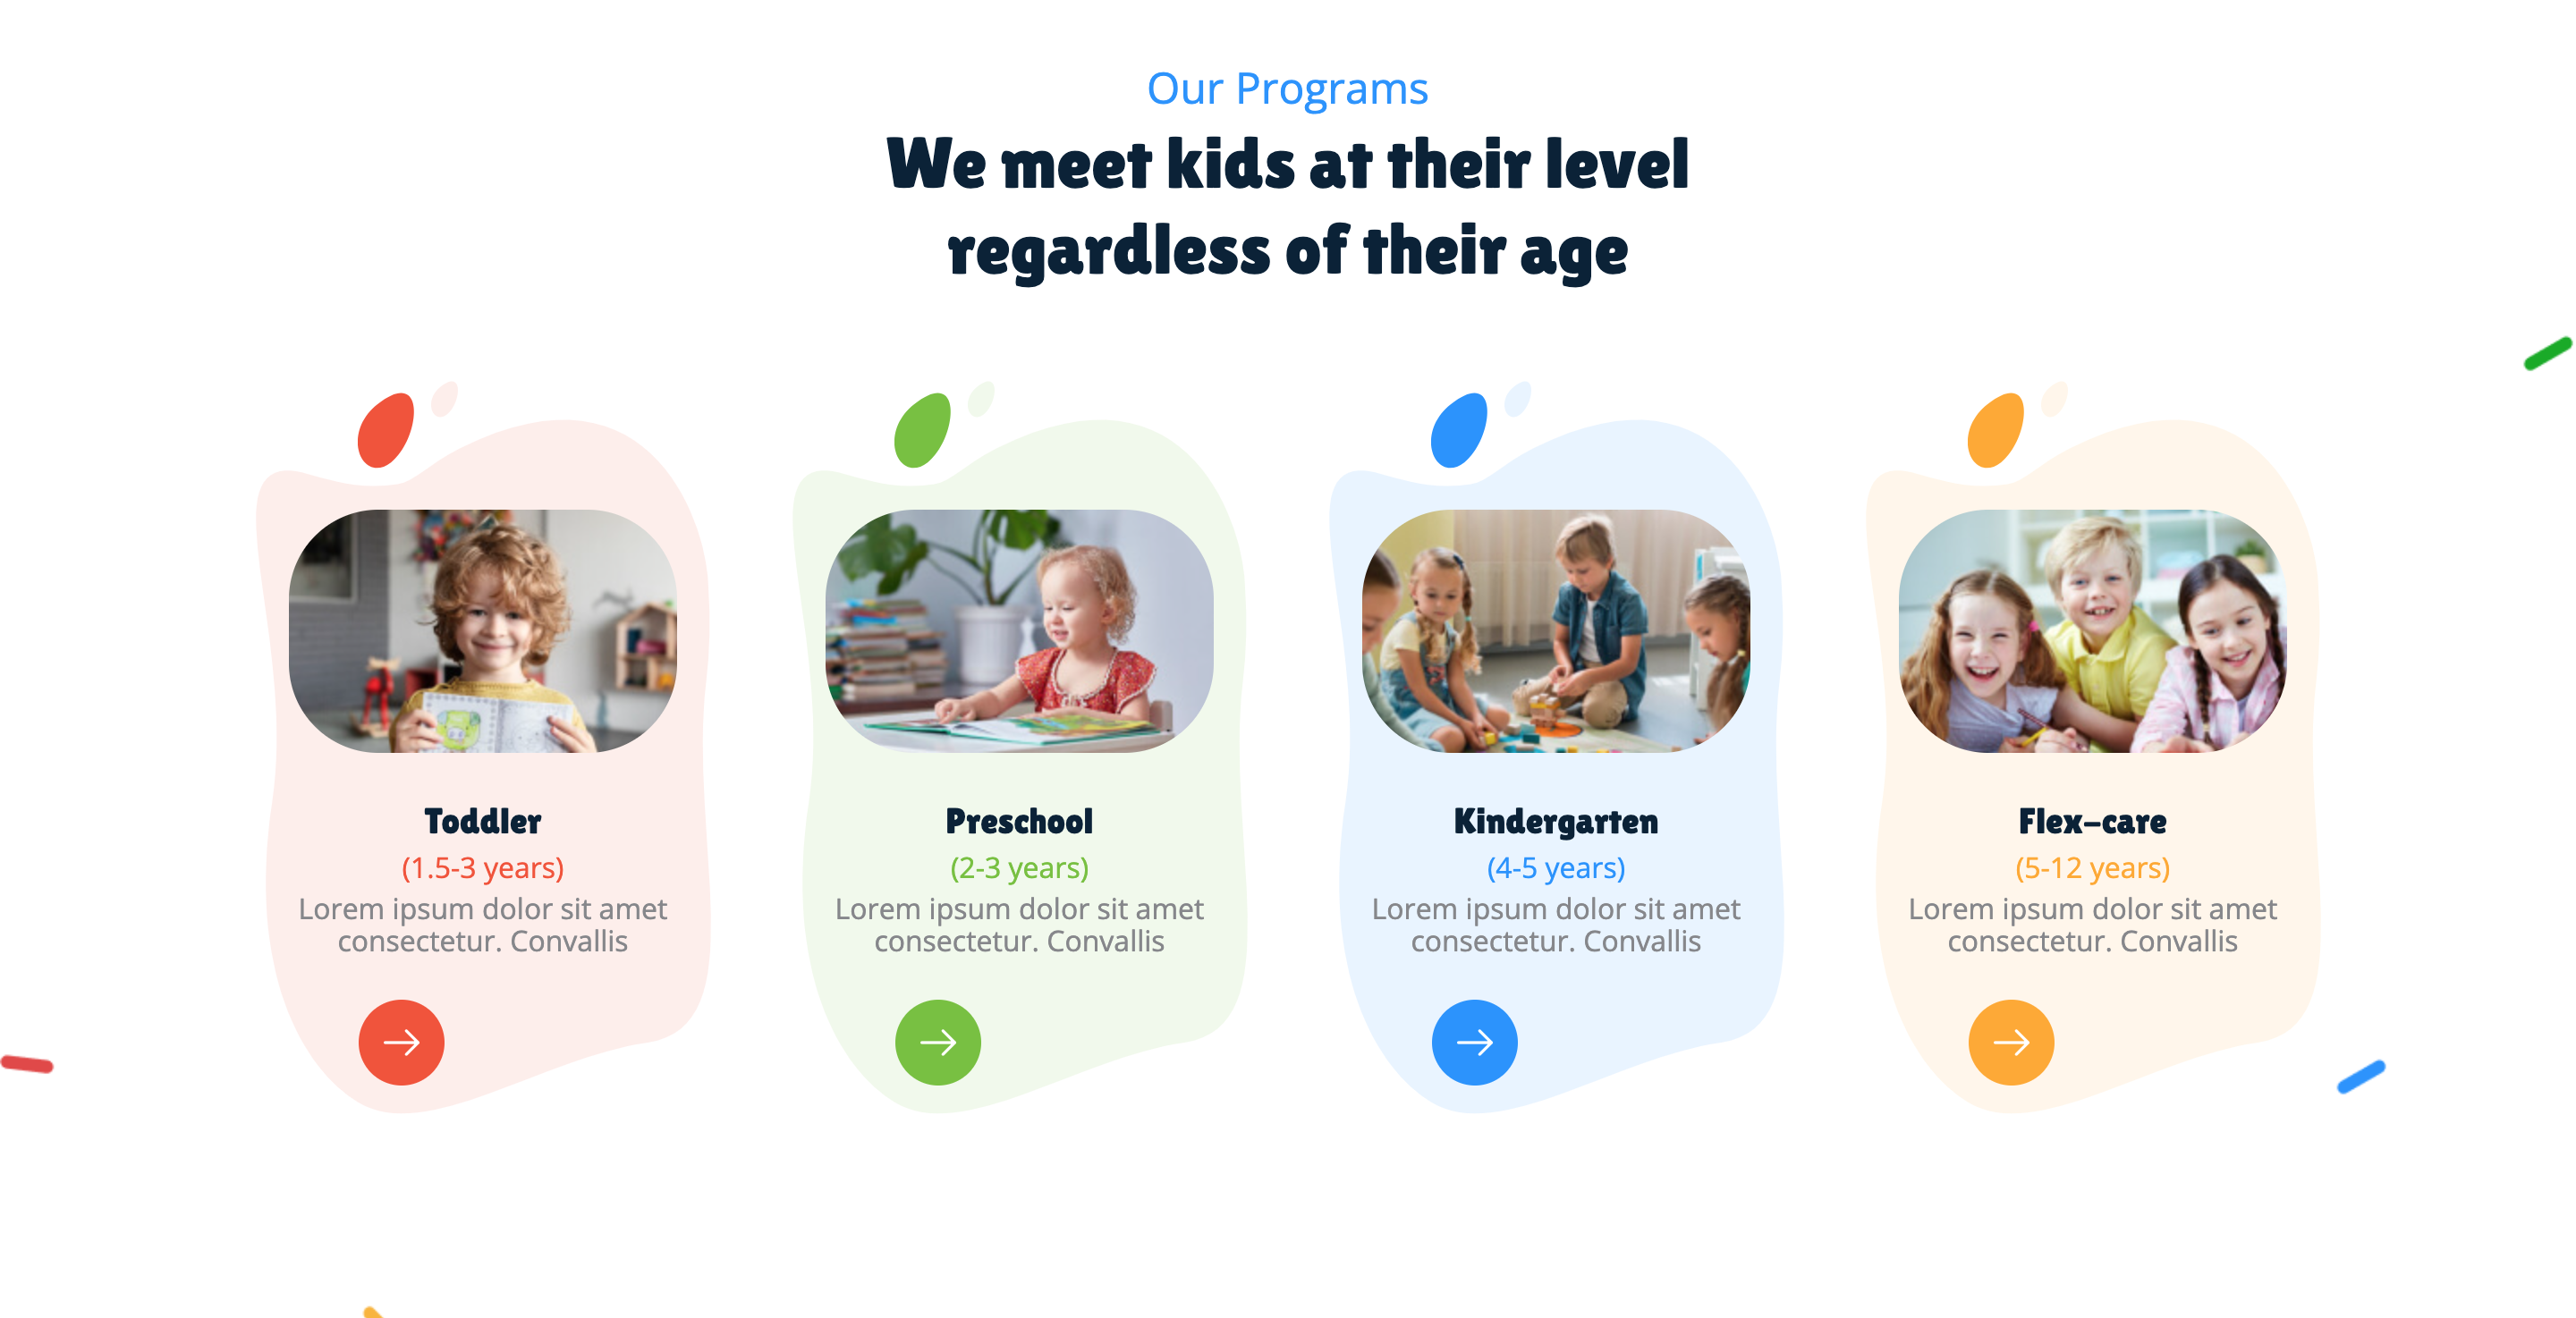 Our Programs
We meet kids at their level
regardless of their age
Toddler
(1.5-3 years)
Lorem ipsum dolor sit amet
consectetur. Convallis
Preschool
(2-3 years)
Lorem ipsum dolor sit amet
consectetur. Convallis
Kindergarten
(4-5 years)
Lorem ipsum dolor sit amet
consectetur. Convallis
Flex-care
(5-12 years)
Lorem ipsum dolor sit amet
consectetur. Convallis